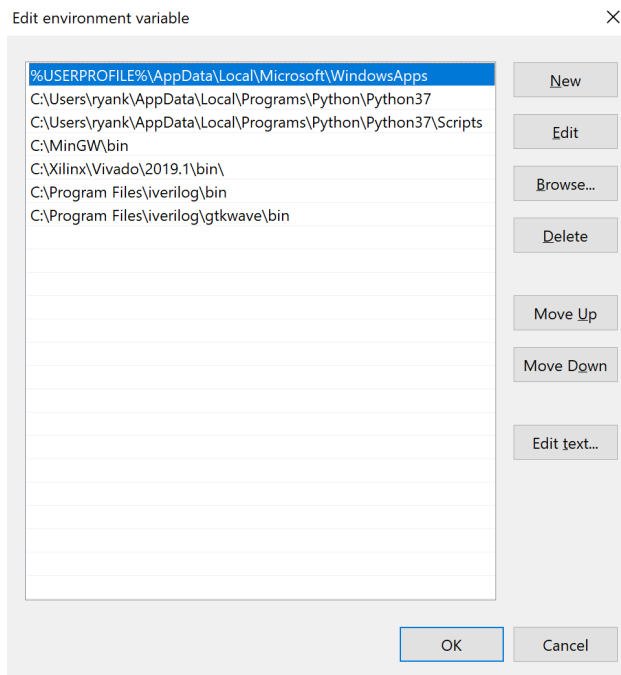 Edit environment variable
%USERPROFILE%\AppData\Local\Microsoft\WindowsApps
C:\Users\ryank\AppData\Local\Programs\Python\Python37
C:\Users\ryank\AppData\Local\Programs\Python\Python37\Scripts
C:\MinGW\bin
C:\Xilinx\Vivado\2019.1\bin\
C:\Program Files\iverilog\bin
C:\Program Files\iverilog\gtkwave\bin
New
Edit
Browse...
Delete
Move Up
Move Down
Edit text...
OK
Cancel